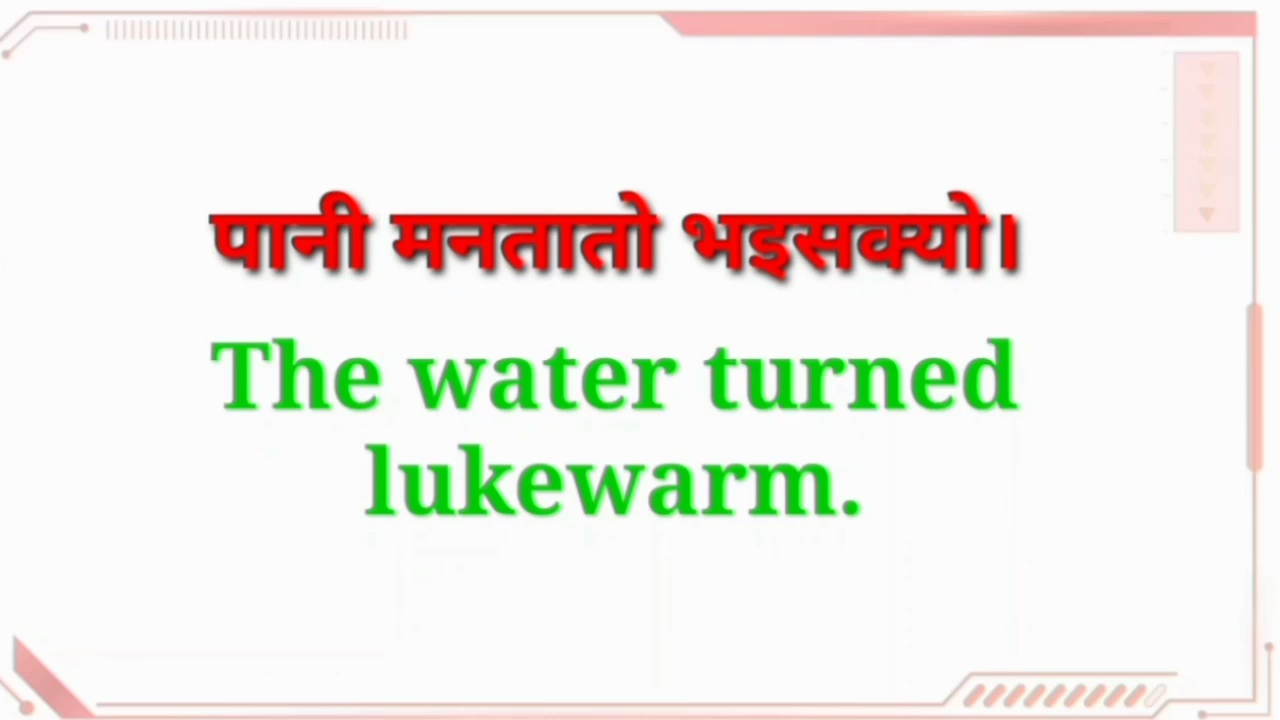 पानी मनतातो भइसक्यो।
The water turned
lukewarm.